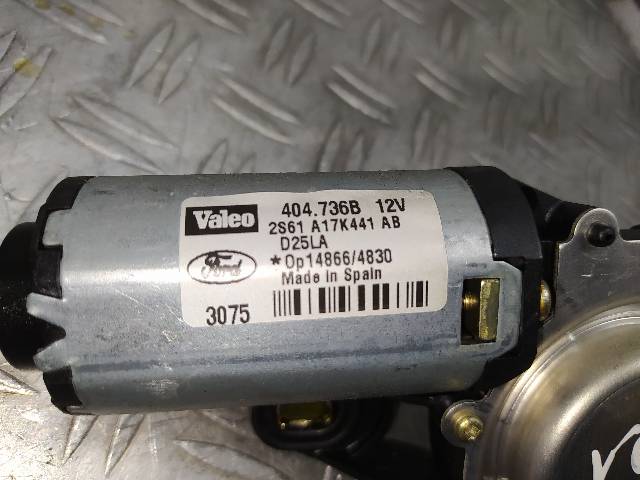 Valeo 404.736B 12V
2S61 A17K441 AB
D25LA
Ford *Op14866/4830
Made in Spain
3075